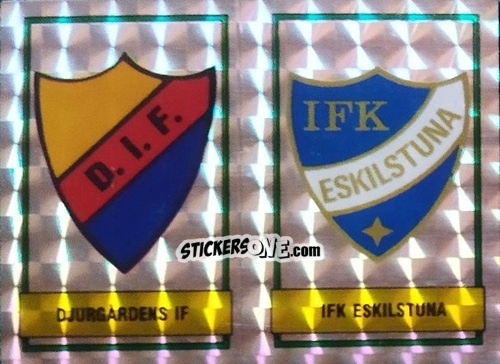 D. I. F.
IFK
ESKILSTUNA
STICKERSONE.com
DJURGARDENS IF
IFK ESKILSTUNA